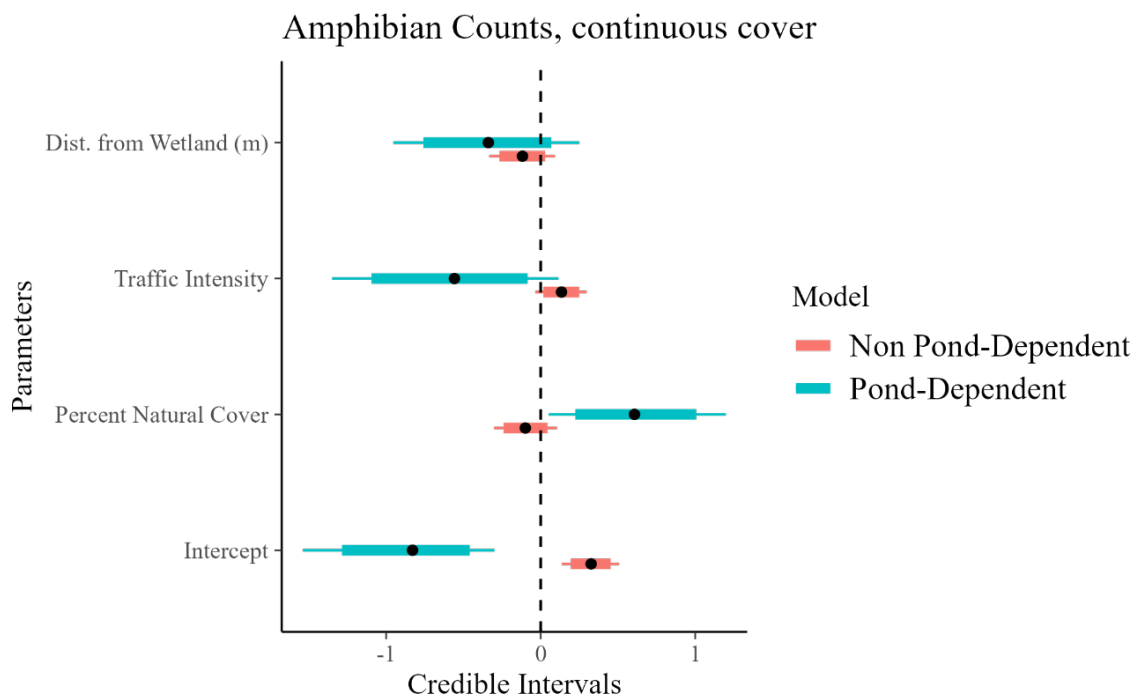 Amphibian Counts, continuous cover
Dist. from Wetland (m)
Traffic Intensity
Percent Natural Cover
Intercept
Parameters
-1
0
1
Credible Intervals
Model
Non Pond-Dependent
Pond-Dependent